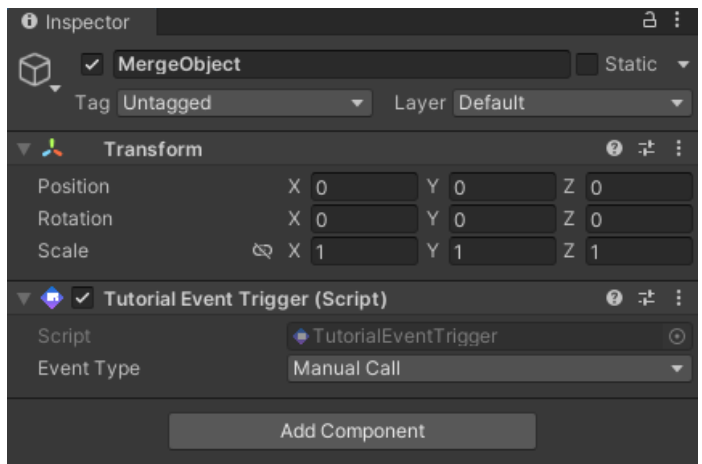 Inspector
MergeObject Static
Tag Untagged Layer Default
Transform
Position X 0 Y 0 Z 0
Rotation X 0 Y 0 Z 0
Scale X 1 Y 1 Z 1
Tutorial Event Trigger (Script)
Script TutorialEventTrigger
Event Type Manual Call
Add Component